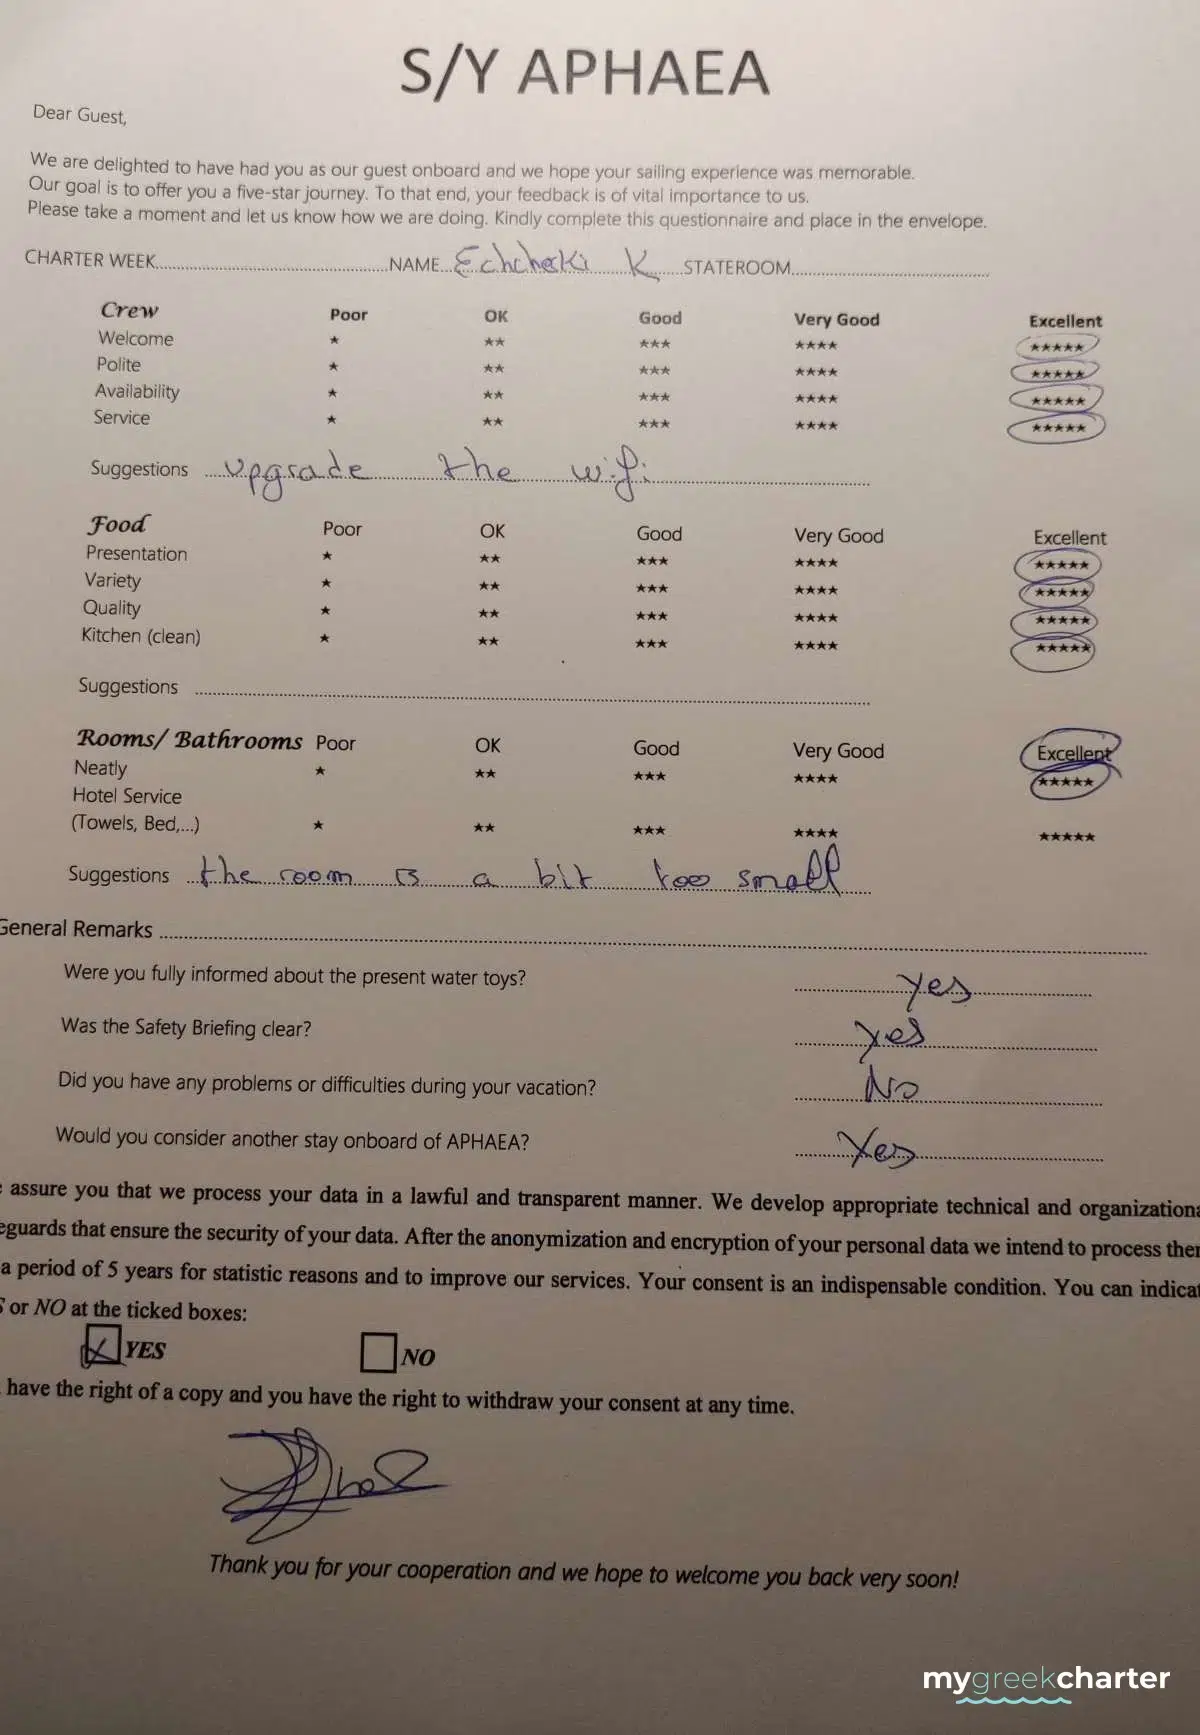 S/Y APHAEA
Dear Guest,
We are delighted to have had you as our guest onboard and we hope your sailing experience was memorable.
Our goal is to offer you a five-star journey. To that end, your feedback is of vital importance to us.
Please take a moment and let us know how we are doing. Kindly complete this questionnaire and place in the envelope.
CHARTER WEEK NAME K STATEROOM
Crew Poor OK Good Very Good Excellent
Welcome ★ ★★ ★★★ ★★★★ ★★★★★
Polite ★ ★★ ★★★ ★★★★ ★★★★★
Availability ★ ★★ ★★★ ★★★★ ★★★★★
Service ★ ★★ ★★★ ★★★★ ★★★★★
Suggestions upgrade the wifi
Food Poor OK Good Very Good Excellent
Presentation ★ ★★ ★★★ ★★★★ ★★★★★
Variety ★ ★★ ★★★ ★★★★ ★★★★★
Quality ★ ★★ ★★★ ★★★★ ★★★★★
Kitchen (clean) ★ ★★ ★★★ ★★★★ ★★★★★
Suggestions
Rooms/ Bathrooms Poor OK Good Very Good Excellent
Neatly ★ ★★ ★★★ ★★★★ ★★★★★
Hotel Service
(Towels, Bed,...) ★ ★★ ★★★ ★★★★ ★★★★★
Suggestions the room is a bit too small
General Remarks
Were you fully informed about the present water toys? yes
Was the Safety Briefing clear? yes
Did you have any problems or difficulties during your vacation? No
Would you consider another stay onboard of APHAEA? Yes
assure you that we process your data in a lawful and transparent manner. We develop appropriate technical and organizationa
eguards that ensure the security of your data. After the anonymization and encryption of your personal data we intend to process ther
a period of 5 years for statistic reasons and to improve our services. Your consent is an indispensable condition. You can indicat
S or NO at the ticked boxes:
YES NO
have the right of a copy and you have the right to withdraw your consent at any time.
Thank you for your cooperation and we hope to welcome you back very soon!
mygreekcharter